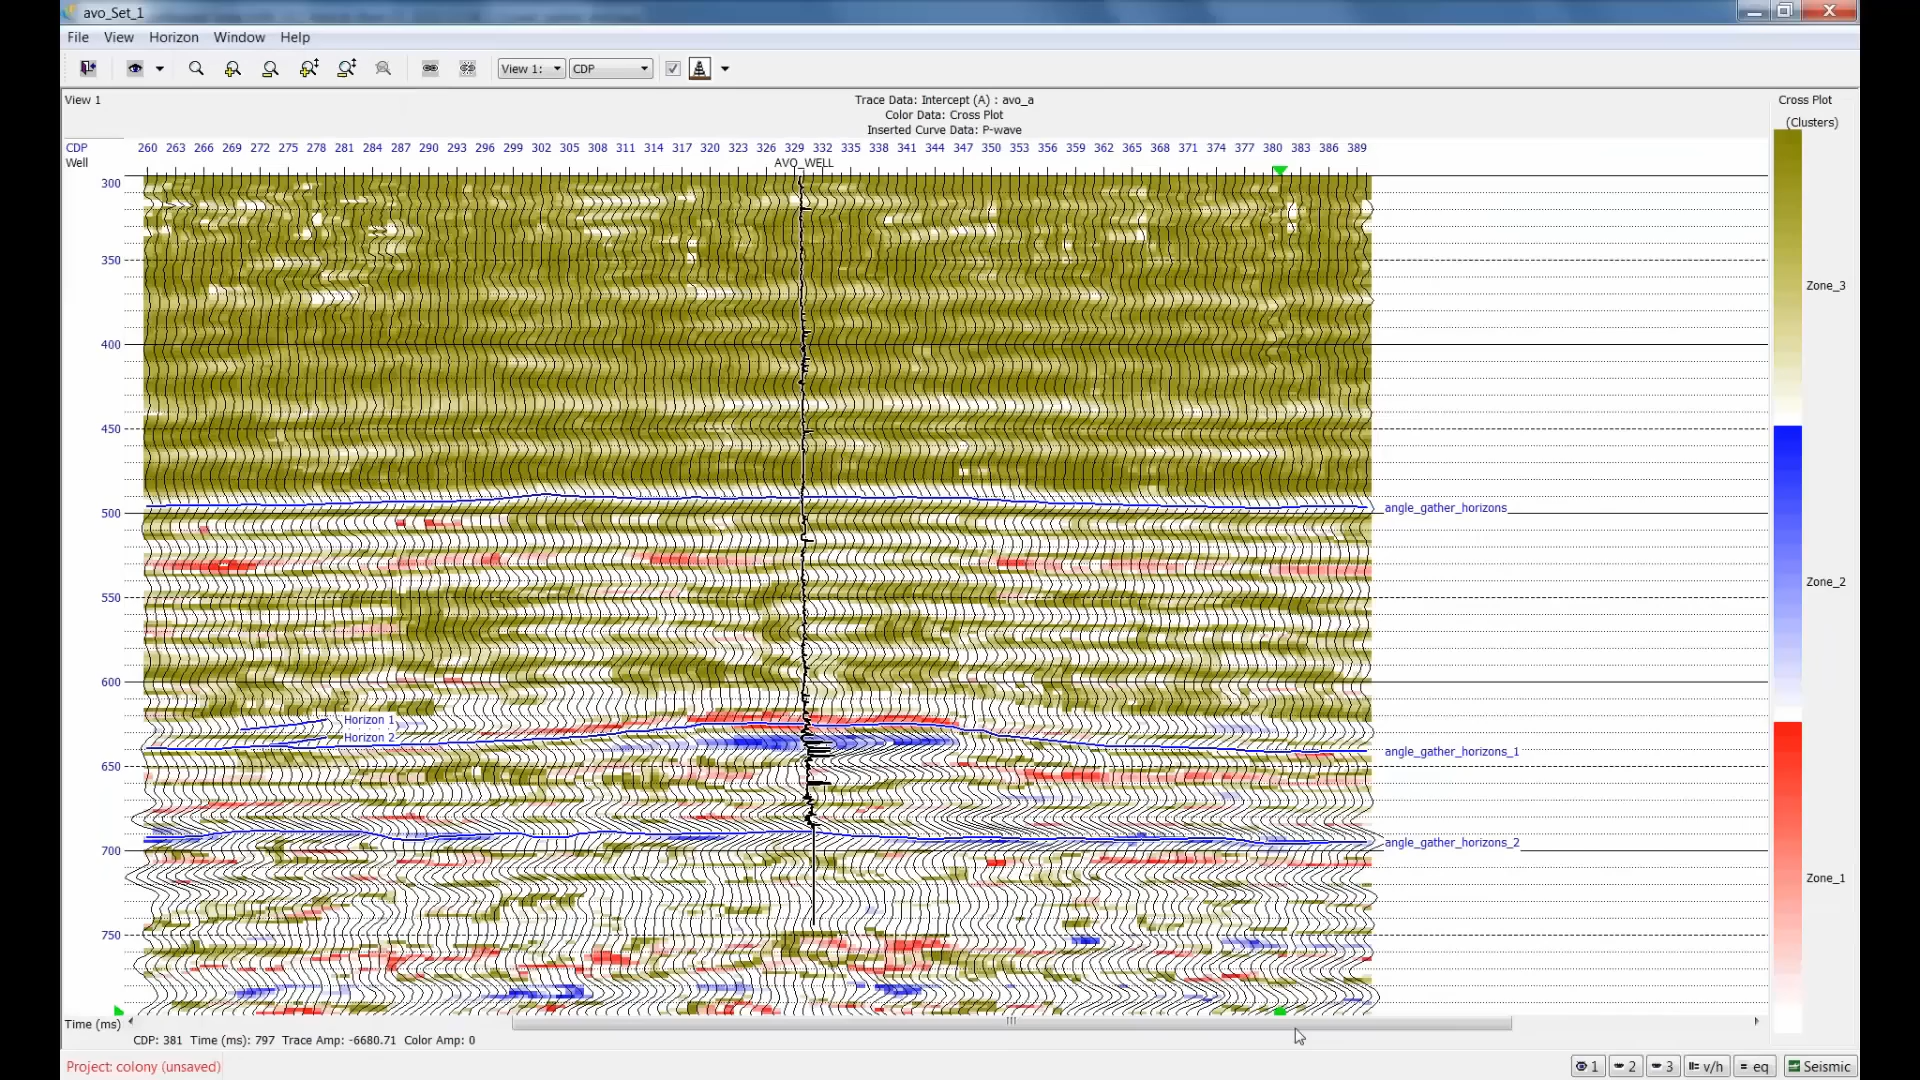 avo_Set_1
File View Horizon Window Help
View 1: CDP
View 1
Trace Data: Intercept (A) : avo_a
Color Data: Cross Plot
Inserted Curve Data: P-wave
Cross Plot
(Clusters)
CDP 260 263 266 269 272 275 278 281 284 287 290 293 296 299 302 305 308 311 314 317 320 323 326 329 332 335 338 341 344 347 350 353 356 359 362 365 368 371 374 377 380 383 386 389
Well AVO_WELL
300
350
Zone_3
400
450
500
angle_gather_horizons
550
Zone_2
600
Horizon 1
Horizon 2
650
angle_gather_horizons_1
700
angle_gather_horizons_2
Zone_1
750
Time (ms)
CDP: 381 Time (ms): 797 Trace Amp: -6680.71 Color Amp: 0
Project: colony (unsaved)
1 2 3 v/h eq Seismic